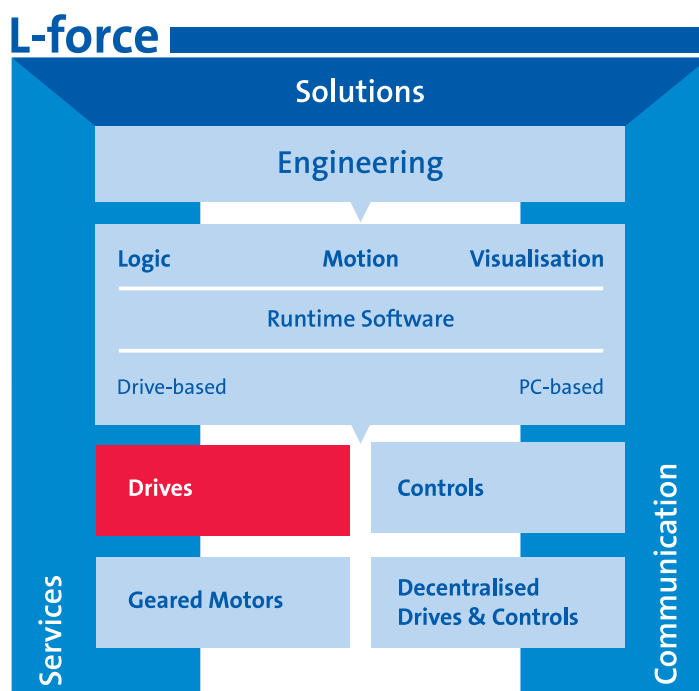 L-force
Solutions
Engineering
Logic Motion Visualisation
Runtime Software
Drive-based PC-based
Drives
Controls
Geared Motors
Decentralised
Drives & Controls
Services
Communication